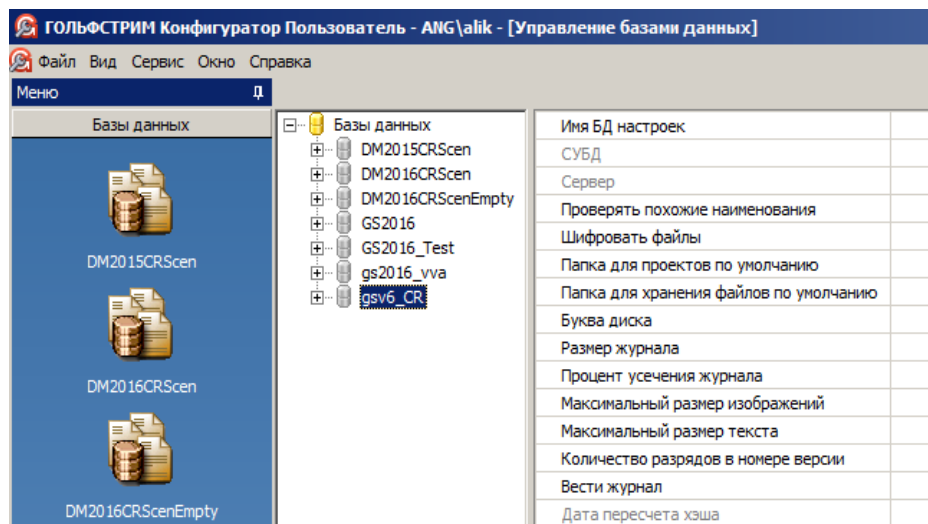 ГОЛЬФСТРИМ Конфигуратор Пользователь - ANG\alik - [Управление базами данных]
Файл Вид Сервис Окно Справка
Меню
Базы данных
DM2015CRScen
DM2016CRScen
DM2016CRScenEmpty
Базы данных
DM2015CRScen
DM2016CRScen
DM2016CRScenEmpty
GS2016
GS2016_Test
gs2016_vva
gsv6_CR
Имя БД настроек
СУБД
Сервер
Проверять похожие наименования
Шифровать файлы
Папка для проектов по умолчанию
Папка для хранения файлов по умолчанию
Буква диска
Размер журнала
Процент усечения журнала
Максимальный размер изображений
Максимальный размер текста
Количество разрядов в номере версии
Вести журнал
Дата пересчета хэша